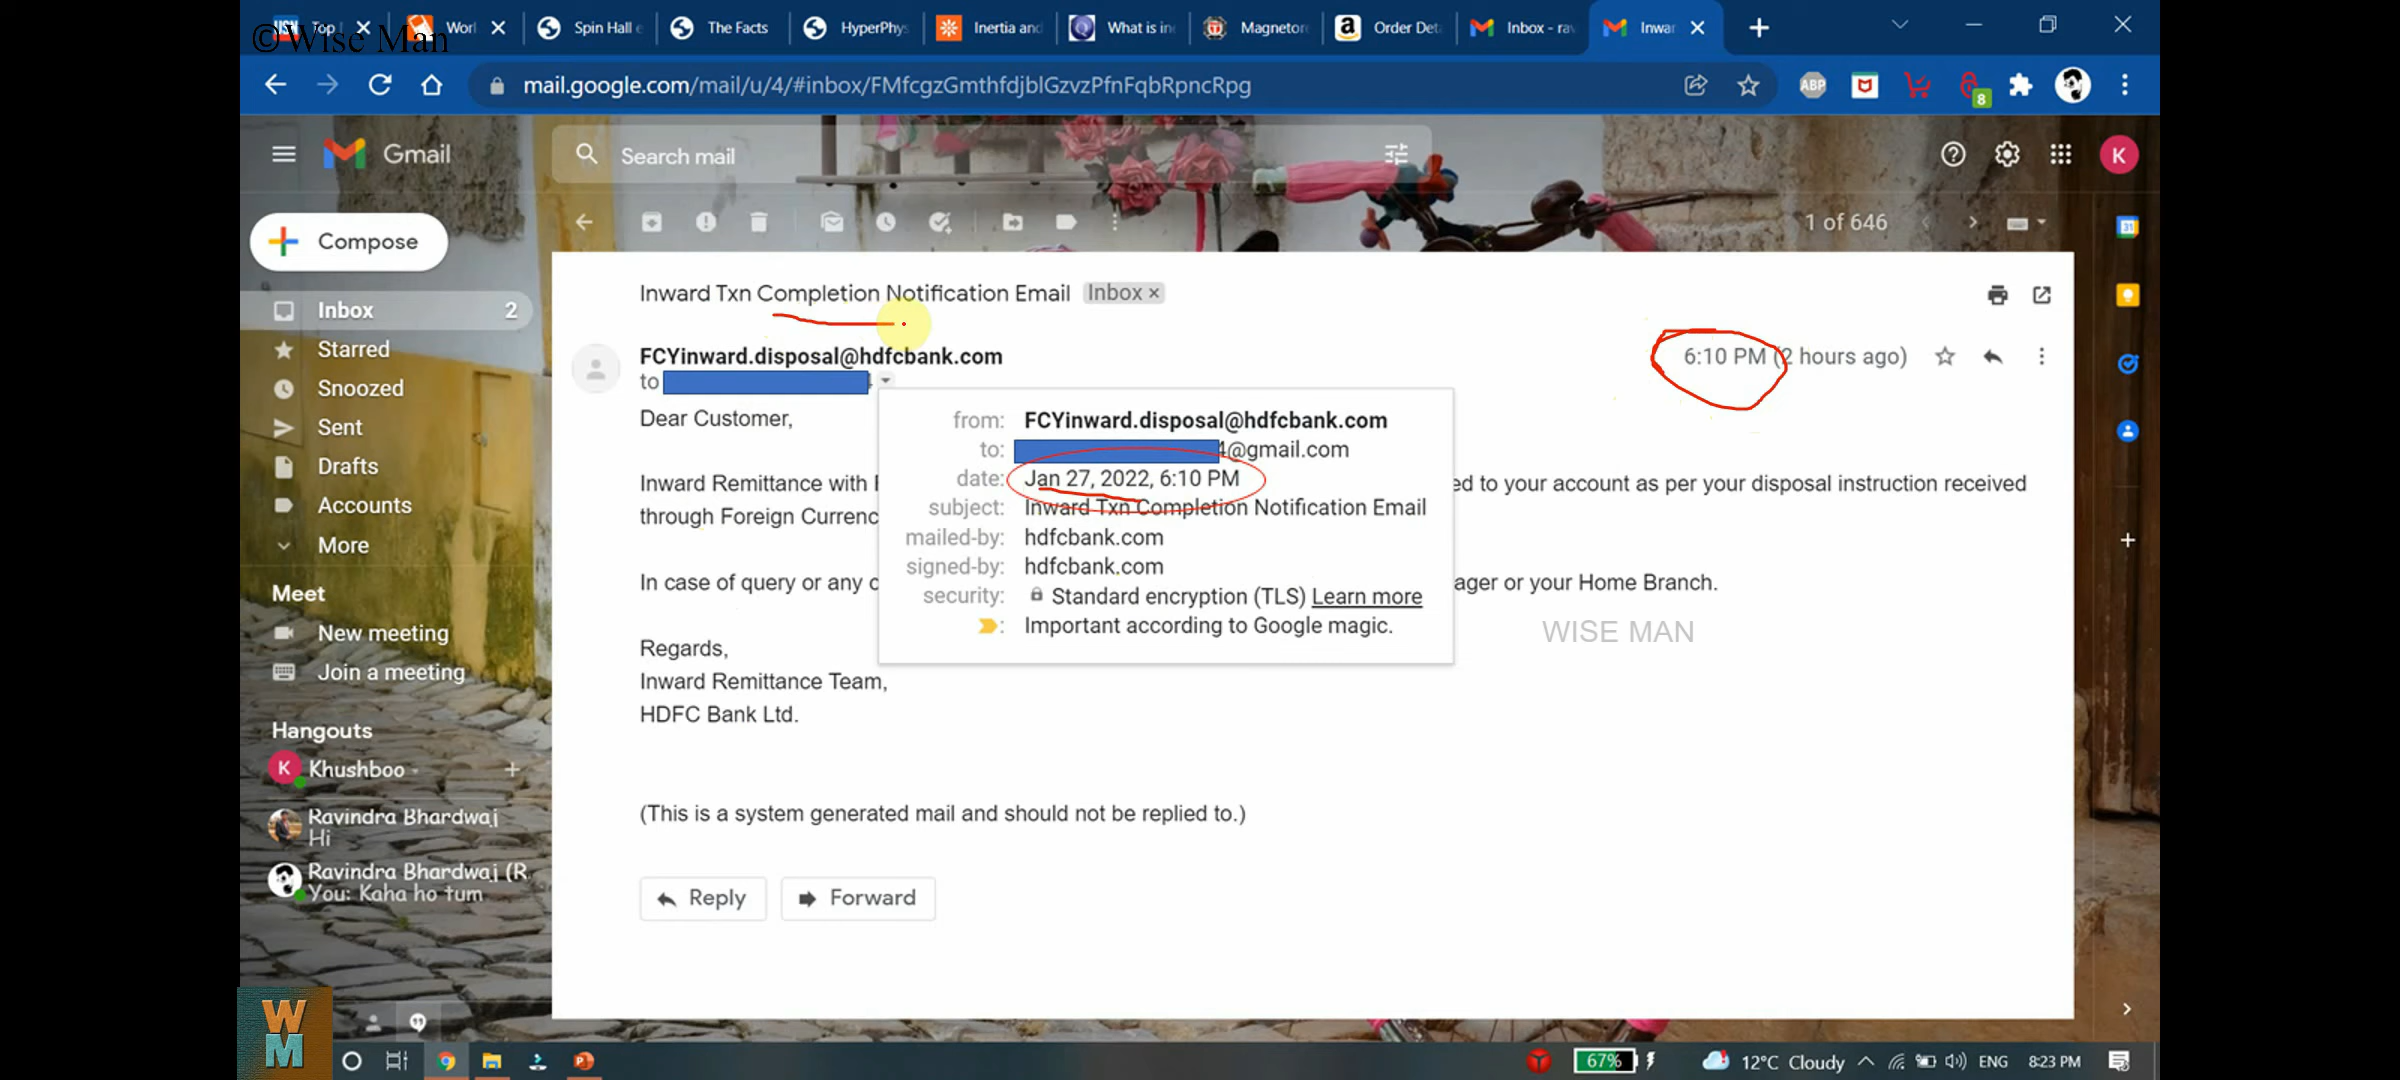 ©Wise Man
Top
Worl
Spin Hall e
The Facts
HyperPhys
Inertia and
What is in
Magnetor
Order Det
Inbox - rav
Inwar
mail.google.com/mail/u/4/#inbox/FMfcgzGmthfdjblGzvzPfnFqbRpncRpg
ABP
8
Gmail
Search mail
K
Compose
1 of 646
31
Inbox 2
Starred
Snoozed
Sent
Drafts
Accounts
More
Meet
New meeting
Join a meeting
Hangouts
K Khushboo
Ravindra Bhardwaj
Hi
Ravindra Bhardwaj (R
You: Kaha ho tum
Inward Txn Completion Notification Email Inbox ×
FCYinward.disposal@hdfcbank.com
6:10 PM (2 hours ago)
to
Dear Customer,
from: FCYinward.disposal@hdfcbank.com
to: 4@gmail.com
date: Jan 27, 2022, 6:10 PM
subject: Inward Txn Completion Notification Email
mailed-by: hdfcbank.com
signed-by: hdfcbank.com
security: Standard encryption (TLS) Learn more
: Important according to Google magic.
Inward Remittance with ed to your account as per your disposal instruction received
through Foreign Currenc
In case of query or any ager or your Home Branch.
WISE MAN
Regards,
Inward Remittance Team,
HDFC Bank Ltd.
(This is a system generated mail and should not be replied to.)
Reply
Forward
WM
67%
12°C Cloudy
ENG
8:23 PM